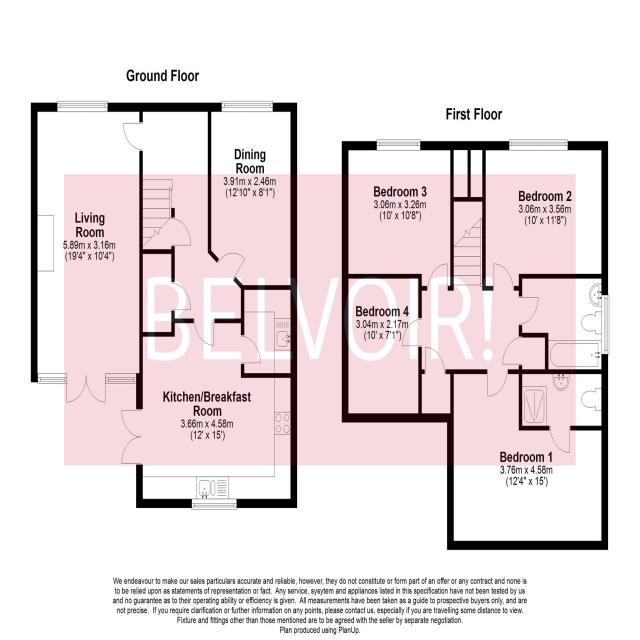 Ground Floor
First Floor
Dining
Room
3.91m x 2.46m
(12'10" x 8'1")
Living
Room
5.89m x 3.16m
(19'4" x 10'4")
Kitchen/Breakfast
Room
3.66m x 4.58m
(12' x 15')
Bedroom 3
3.06m x 3.26m
(10' x 10'8")
Bedroom 2
3.06m x 3.56m
(10' x 11'8")
Bedroom 4
3.04m x 2.17m
(10' x 7'1")
Bedroom 1
3.76m x 4.58m
(12'4" x 15')
BELVOIR!
We endeavour to make our sales particulars accurate and reliable, however, they do not constitute or form part of an offer or any contract and none is
to be relied upon as statements of representation or fact. Any service, sysytem and appliances listed in this specification have not been tested by us
and no guarantee as to their operating ability or efficiency is given. All measurements have been taken as a guide to prospective buyers only, and are
not precise. If you require clarification or further information on any points, please contact us, especially if you are travelling some distance to view.
Fixture and fittings other than those mentioned are to be agreed with the seller by separate negotiation.
Plan produced using PlanUp.